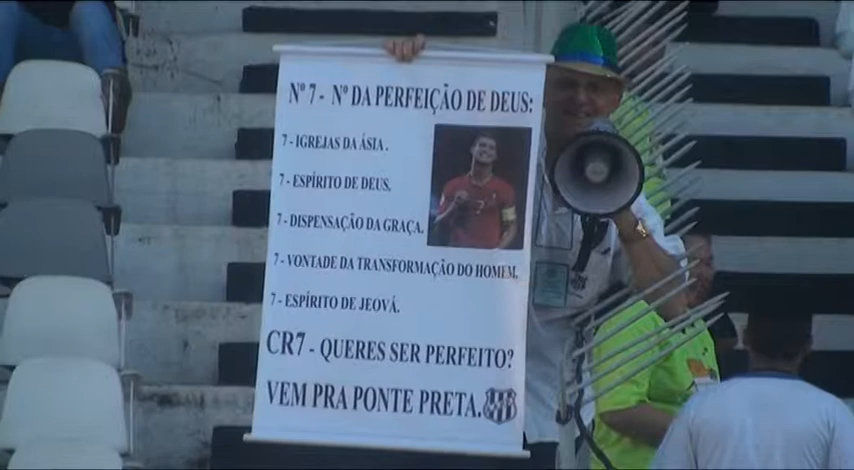 Nº 7 - Nº DA PERFEIÇÃO DE DEUS:
7 - IGREJAS DA ÁSIA.
7 - ESPÍRITO DE DEUS.
7 - DISPENSAÇÃO DA GRAÇA.
7 - VONTADE DA TRANSFORMAÇÃO DO HOMEM.
7 - ESPÍRITO DE JEOVÁ.
CR7 - QUERES SER PERFEITO?
VEM PRA PONTE PRETA.